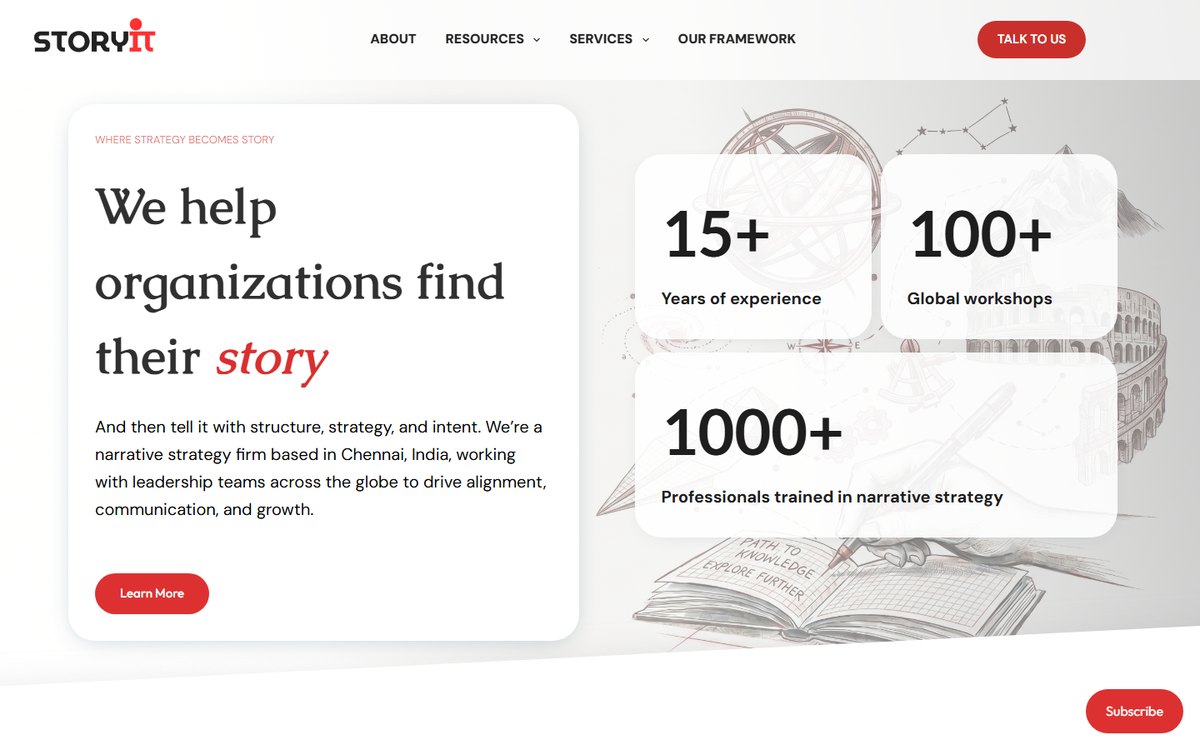 STORYiT
ABOUT
RESOURCES
SERVICES
OUR FRAMEWORK
TALK TO US
WHERE STRATEGY BECOMES STORY
We help
organizations find
their story
And then tell it with structure, strategy, and intent. We’re a
narrative strategy firm based in Chennai, India, working
with leadership teams across the globe to drive alignment,
communication, and growth.
Learn More
15+
Years of experience
100+
Global workshops
N
W E
a
1000+
Professionals trained in narrative strategy
PATH TO
KNOWLEDGE
EXPLORE FURTHER
Subscribe